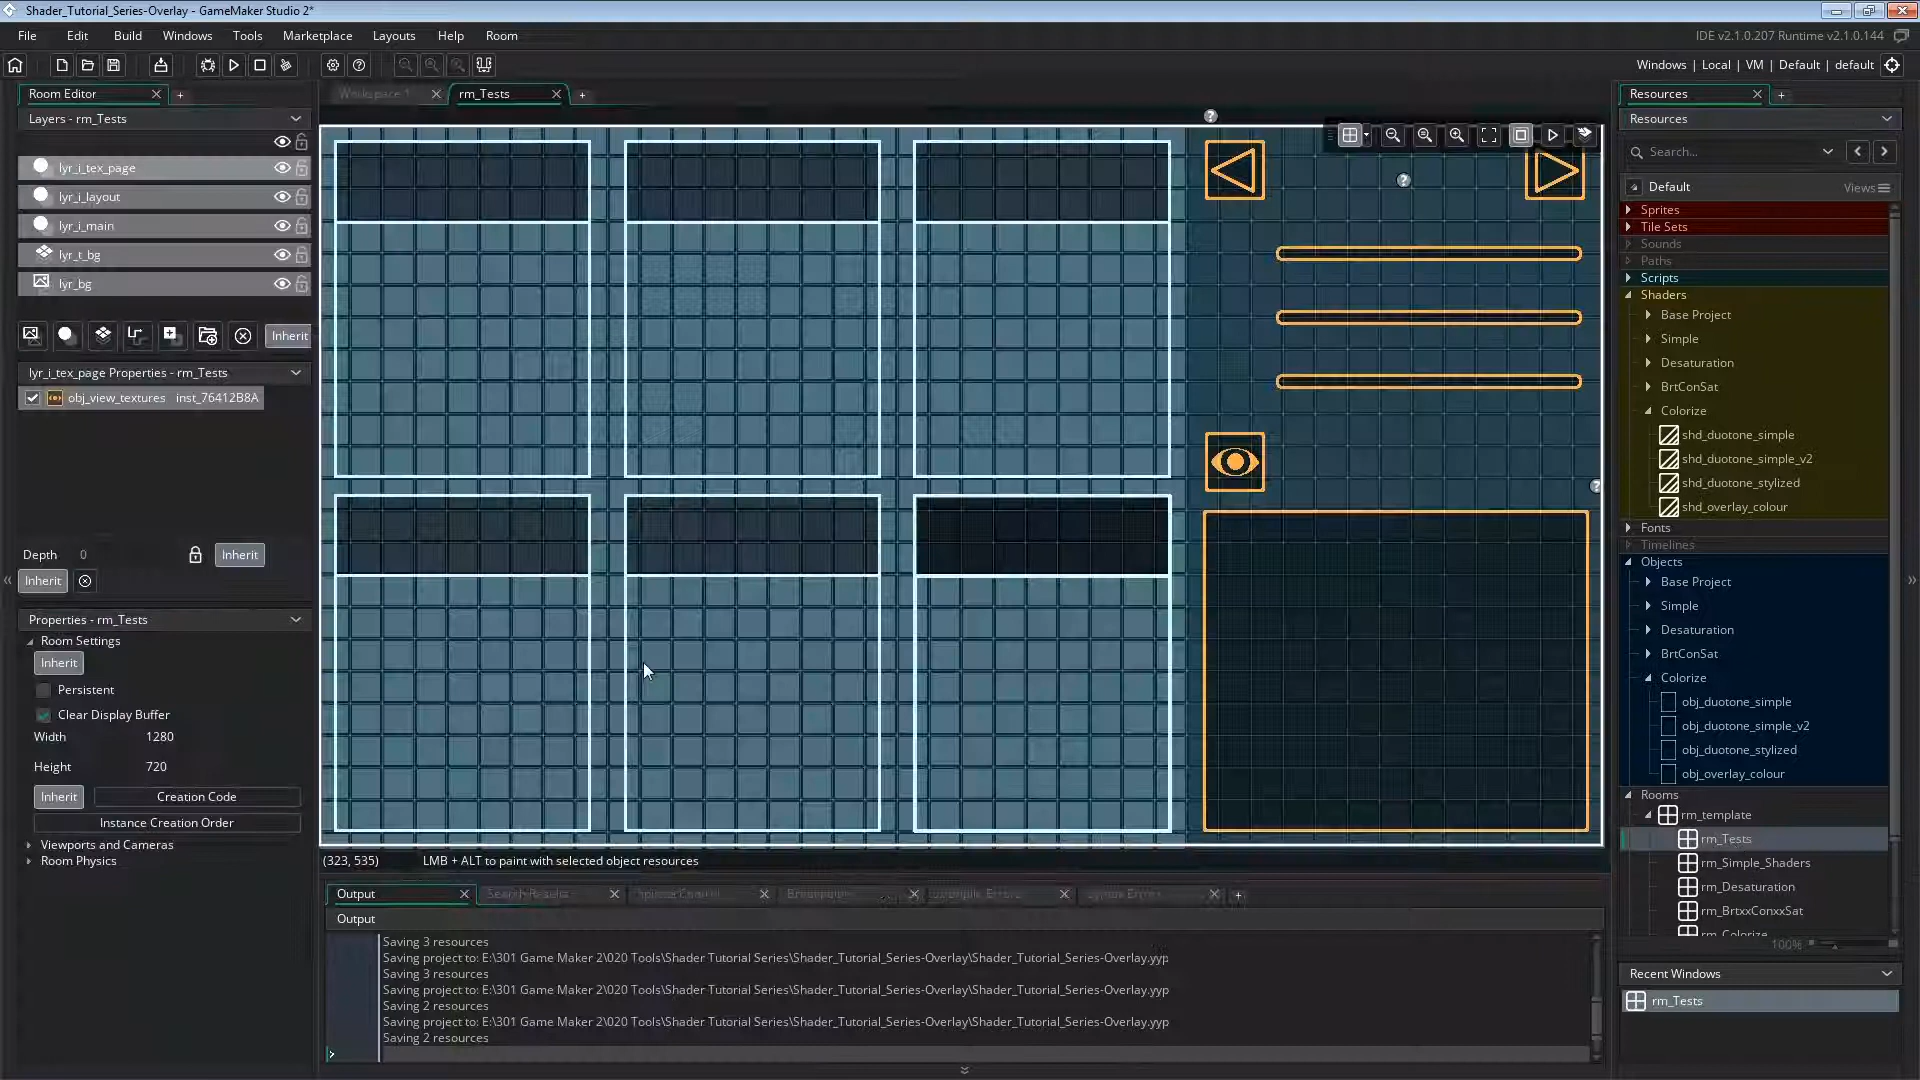 Shader_Tutorial_Series-Overlay - GameMaker Studio 2*
File Edit Build Windows Tools Marketplace Layouts Help Room
IDE v2.1.0.207 Runtime v2.1.0.144
Windows | Local | VM | Default | default
Room Editor
Workspace 1
rm_Tests
Resources
Layers - rm_Tests
Resources
Search...
lyr_i_tex_page
lyr_i_layout
lyr_i_main
lyr_t_bg
lyr_bg
Inherit
lyr_i_tex_page Properties - rm_Tests
obj_view_textures inst_76412B8A
Depth 0
Inherit
Inherit
Properties - rm_Tests
Room Settings
Inherit
Persistent
Clear Display Buffer
Width 1280
Height 720
Inherit
Creation Code
Instance Creation Order
Viewports and Cameras
Room Physics
(323, 535) LMB + ALT to paint with selected object resources
Output
Search Results
Output
Saving 3 resources
Saving project to: E:\301 Game Maker 2\020 Tools\Shader Tutorial Series\Shader_Tutorial_Series-Overlay\Shader_Tutorial_Series-Overlay.yyp
Saving 3 resources
Saving project to: E:\301 Game Maker 2\020 Tools\Shader Tutorial Series\Shader_Tutorial_Series-Overlay\Shader_Tutorial_Series-Overlay.yyp
Saving 2 resources
Saving project to: E:\301 Game Maker 2\020 Tools\Shader Tutorial Series\Shader_Tutorial_Series-Overlay\Shader_Tutorial_Series-Overlay.yyp
Saving 2 resources
Default
Views
Sprites
Tile Sets
Sounds
Paths
Scripts
Shaders
Base Project
Simple
Desaturation
BrtConSat
Colorize
shd_duotone_simple
shd_duotone_simple_v2
shd_duotone_stylized
shd_overlay_colour
Fonts
Timelines
Objects
Base Project
Simple
Desaturation
BrtConSat
Colorize
obj_duotone_simple
obj_duotone_simple_v2
obj_duotone_stylized
obj_overlay_colour
Rooms
rm_template
rm_Tests
rm_Simple_Shaders
rm_Desaturation
rm_BrtxxConxxSat
rm_Colorize
100%
Recent Windows
rm_Tests